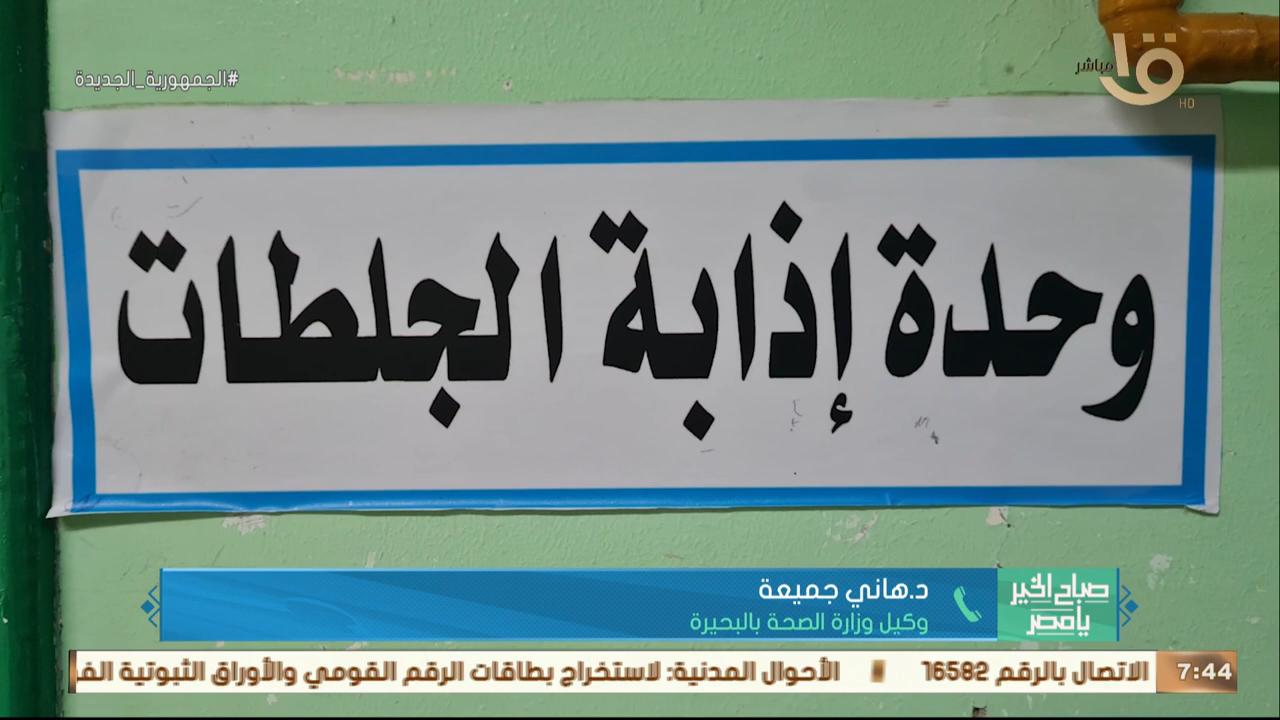 #الجمهورية_الجديدة
مباشر
HD
وحدة إذابة الجلطات
صباح الخير
يا مصر
د.هاني جميعة
وكيل وزارة الصحة بالبحيرة
7:44
الاتصال بالرقم 16582 الأحوال المدنية: لاستخراج بطاقات الرقم القومي والأوراق الثبوتية